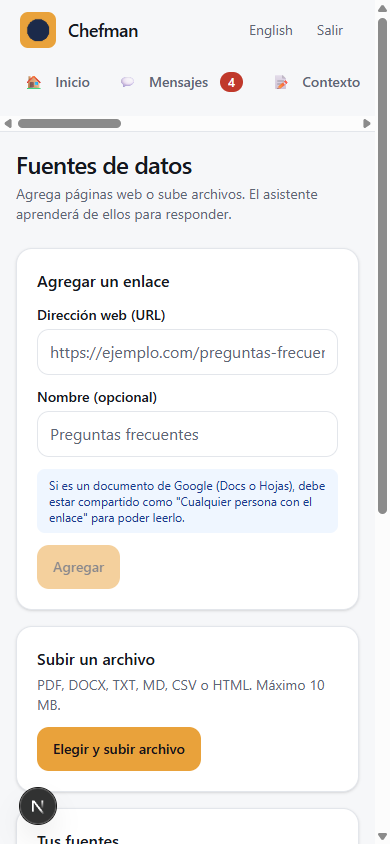 Chefman
English
Salir
Inicio
Mensajes
4
Contexto
Fuentes de datos
Agrega páginas web o sube archivos. El asistente
aprenderá de ellos para responder.
Agregar un enlace
Dirección web (URL)
https://ejemplo.com/preguntas-frecuer
Nombre (opcional)
Preguntas frecuentes
Si es un documento de Google (Docs o Hojas), debe
estar compartido como "Cualquier persona con el
enlace" para poder leerlo.
Agregar
Subir un archivo
PDF, DOCX, TXT, MD, CSV o HTML. Máximo 10
MB.
Elegir y subir archivo
N
Tus fuentes